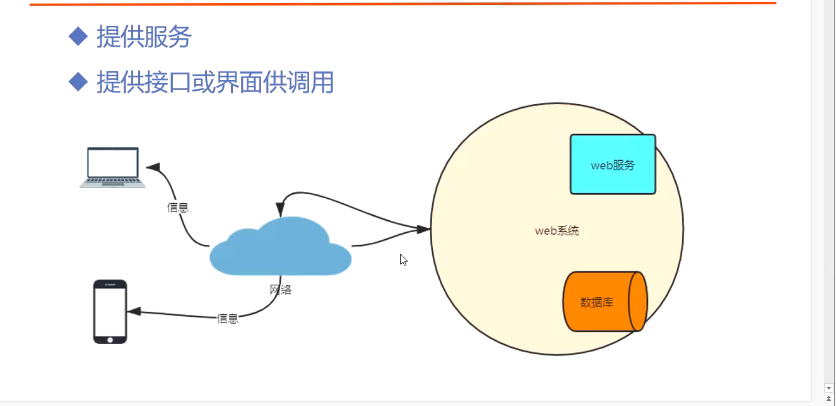 提供服务
提供接口或界面供调用
web服务
信息
web系统
网络
数据库
信息